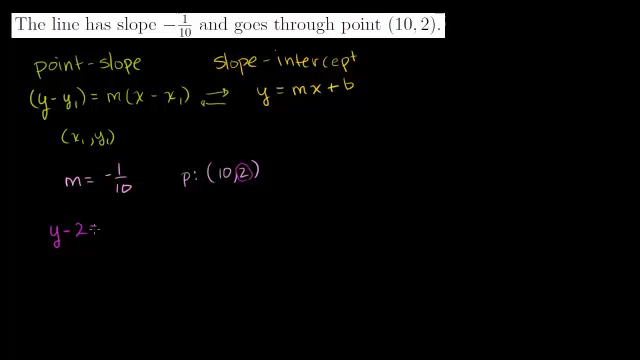 The line has slope −1/10 and goes through point (10, 2).
point-slope slope-intercept
(y-y₁) = m(x-x₁) ⇄ y = mx+b
(x₁, y₁)
m = -1/10 p: (10,2)
y-2=